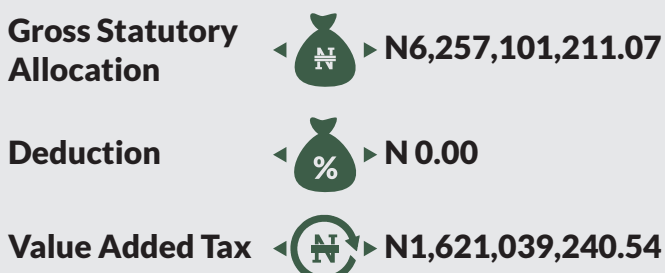 Gross Statutory
Allocation
₦
N6,257,101,211.07
Deduction
%
N 0.00
Value Added Tax
₦
N1,621,039,240.54